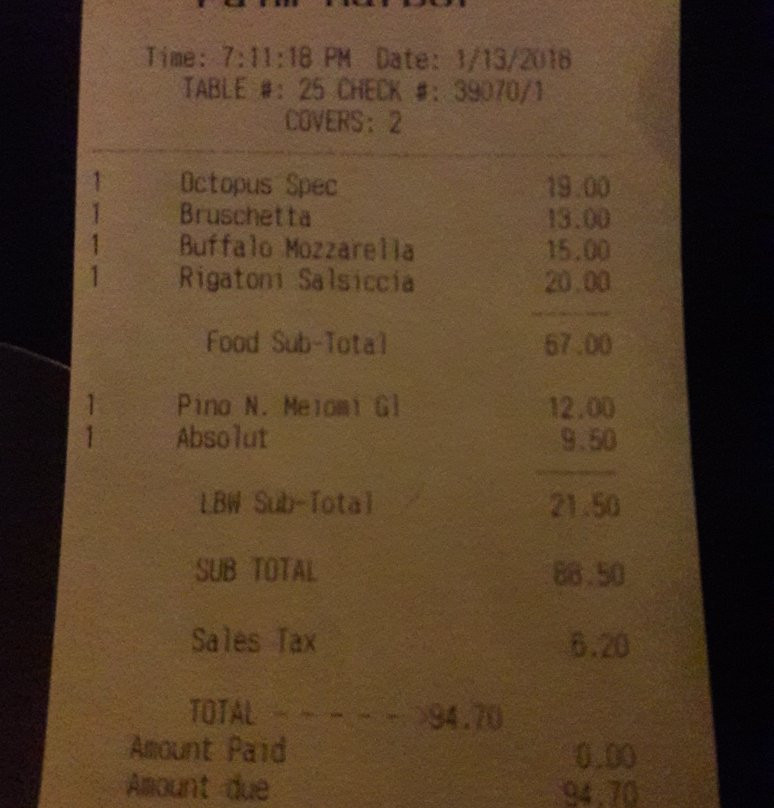 Palm Harbor
Time: 7:11:18 PM Date: 1/13/2018
TABLE #: 25 CHECK #: 39070/1
COVERS: 2
1 Octopus Spec 19.00
1 Bruschetta 13.00
1 Buffalo Mozzarella 15.00
1 Rigatoni Salsiccia 20.00
Food Sub-Total 67.00
1 Pino N. Meiomi Gl 12.00
1 Absolut 9.50
LBW Sub-Total 21.50
SUB TOTAL 88.50
Sales Tax 6.20
TOTAL - - - - - - >94.70
Amount Paid 0.00
Amount due 94.70